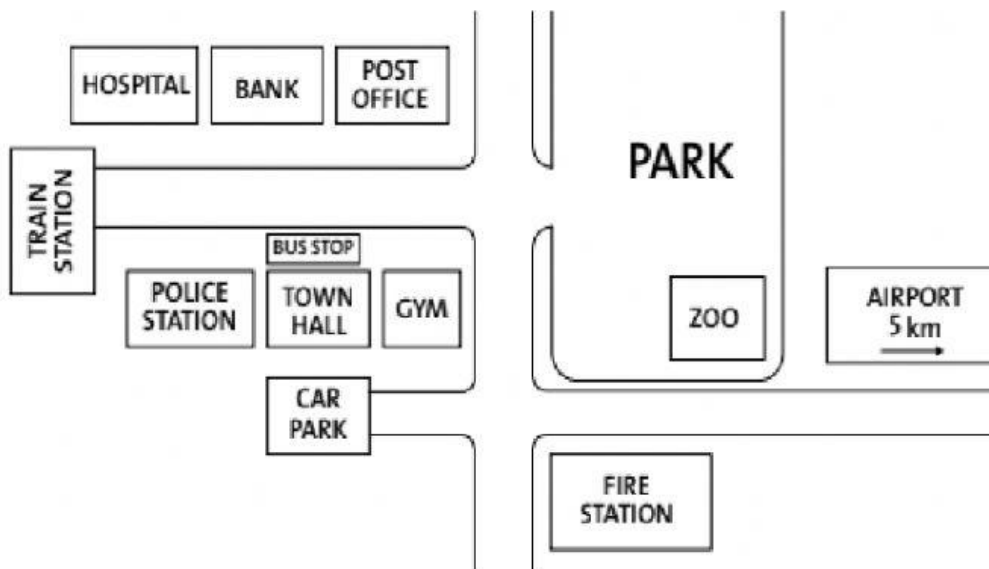 HOSPITAL
BANK
POST
OFFICE
PARK
TRAIN
STATION
BUS STOP
POLICE
STATION
TOWN
HALL
GYM
ZOO
AIRPORT
5 km
CAR
PARK
FIRE
STATION